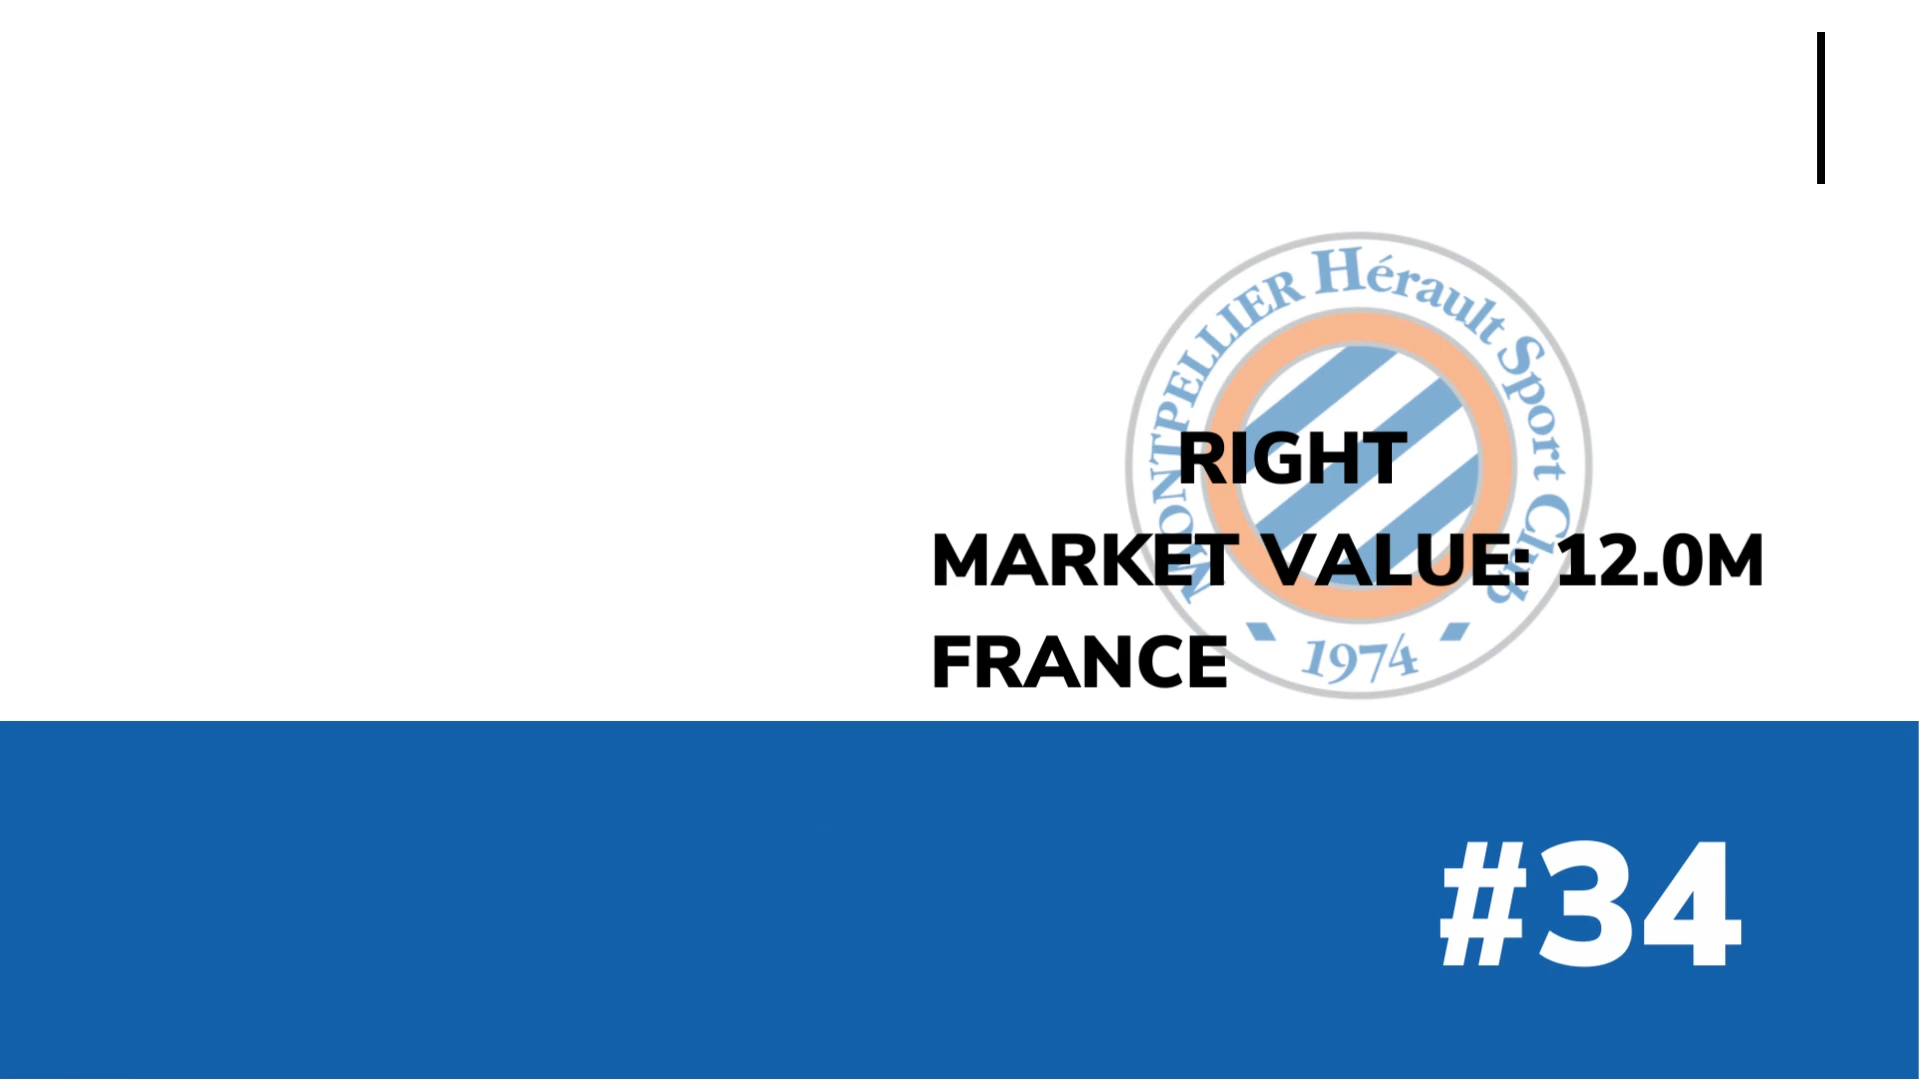 MONTPELLIER Hérault Sport Club
RIGHT
MARKET VALUE: 12.0M
FRANCE
1974
#34